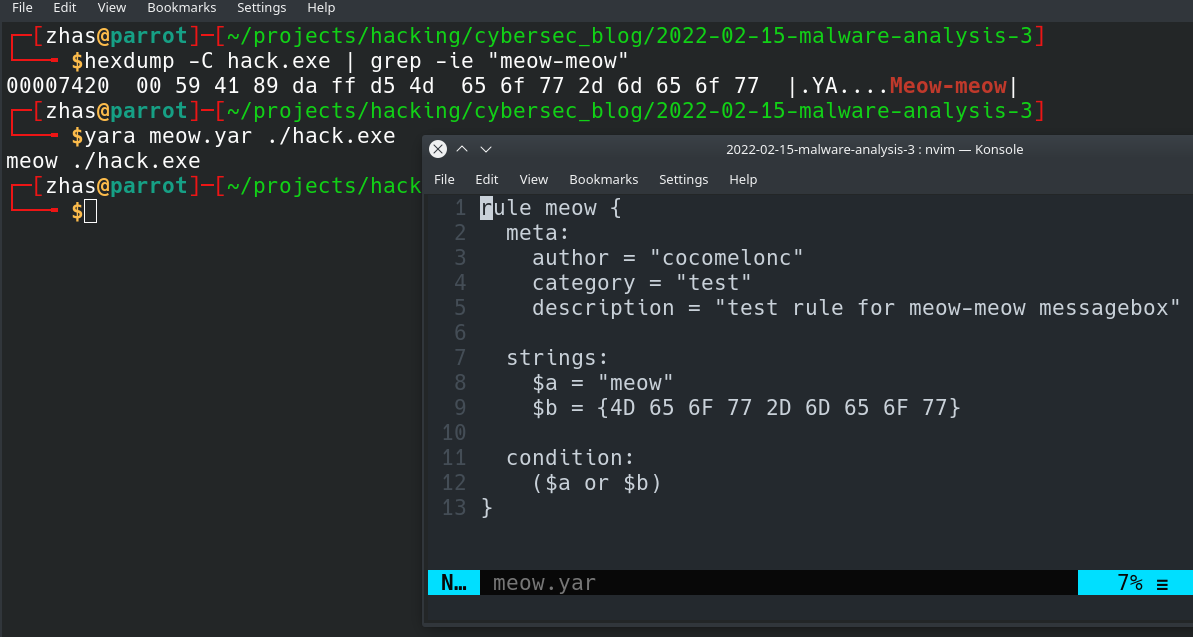 File Edit View Bookmarks Settings Help
┌─[zhas@parrot]─[~/projects/hacking/cybersec_blog/2022-02-15-malware-analysis-3]
└──╼ $hexdump -C hack.exe | grep -ie "meow-meow"
00007420  00 59 41 89 da ff d5 4d  65 6f 77 2d 6d 65 6f 77  |.YA....Meow-meow|
┌─[zhas@parrot]─[~/projects/hacking/cybersec_blog/2022-02-15-malware-analysis-3]
└──╼ $yara meow.yar ./hack.exe
meow ./hack.exe
┌─[zhas@parrot]─[~/projects/hack
└──╼ $
2022-02-15-malware-analysis-3 : nvim — Konsole
File Edit View Bookmarks Settings Help
1 rule meow {
2   meta:
3     author = "cocomelonc"
4     category = "test"
5     description = "test rule for meow-meow messagebox"
6
7   strings:
8     $a = "meow"
9     $b = {4D 65 6F 77 2D 6D 65 6F 77}
10
11   condition:
12     ($a or $b)
13 }
N… meow.yar 7% ≡